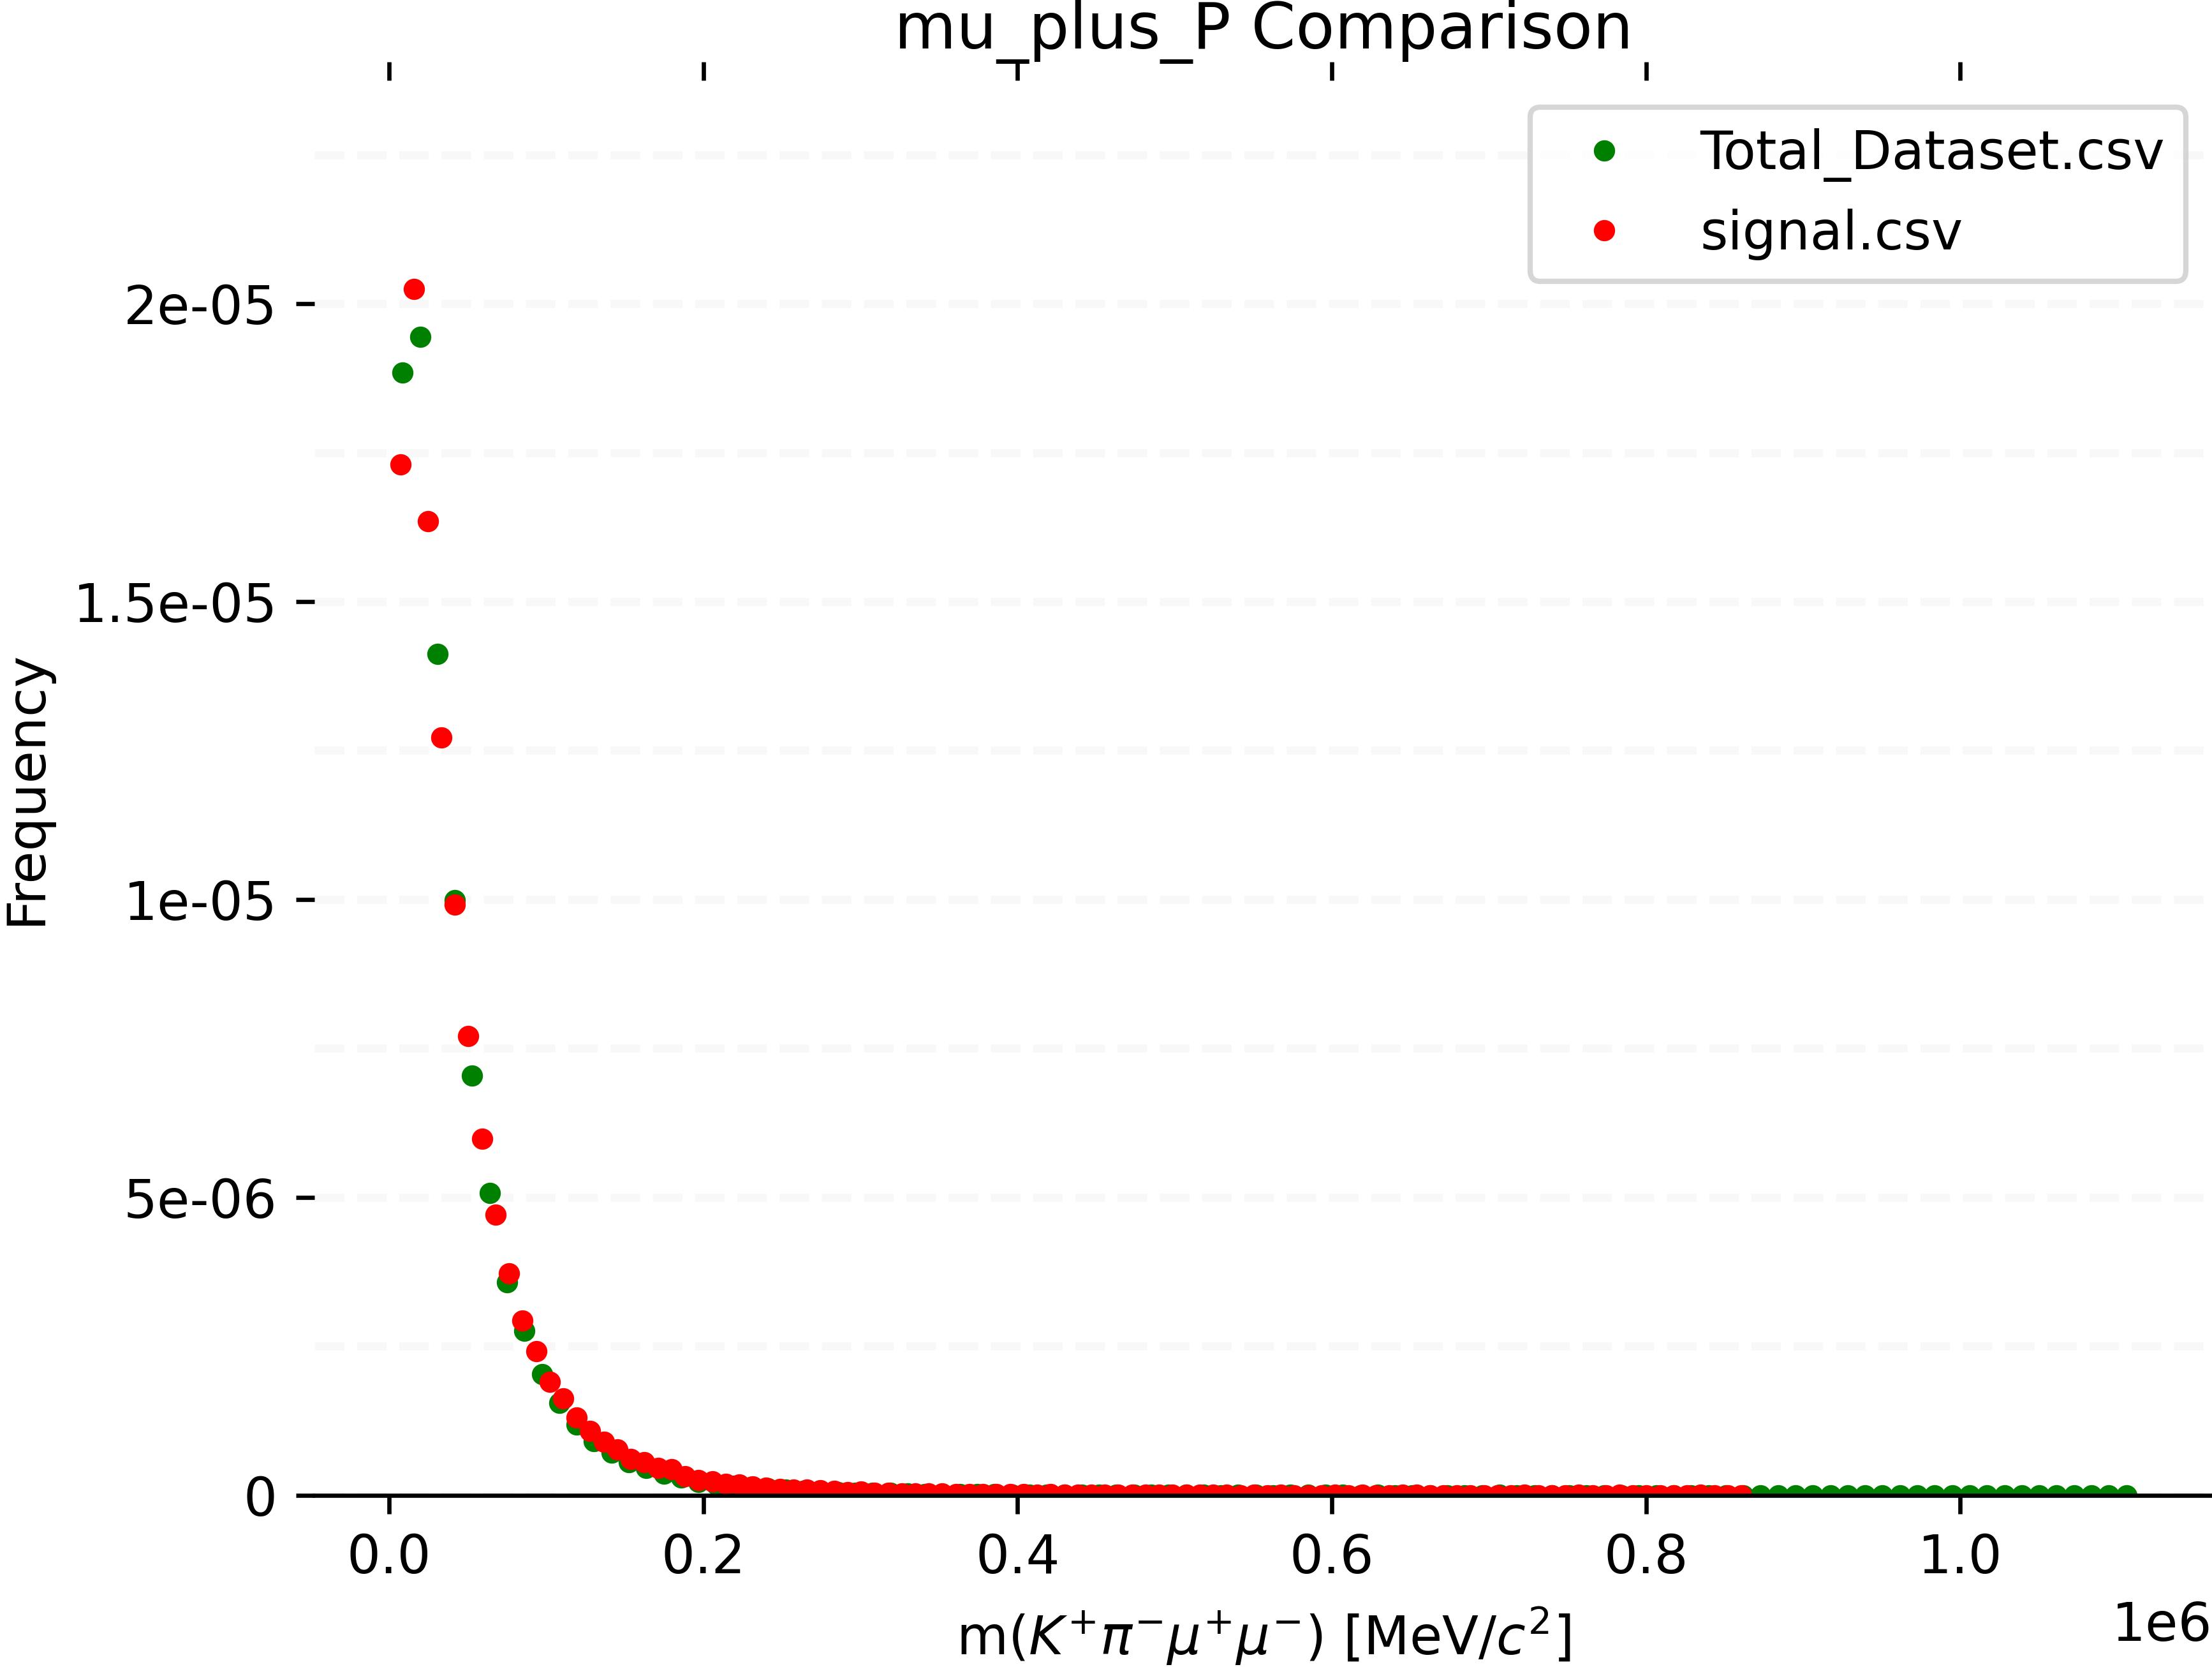 mu_plus_P Comparison
Total_Dataset.csv
signal.csv
Frequency
2e-05
1.5e-05
1e-05
5e-06
0
0.0 0.2 0.4 0.6 0.8 1.0
1e6
m(K⁺π⁻μ⁺μ⁻) [MeV/c²]